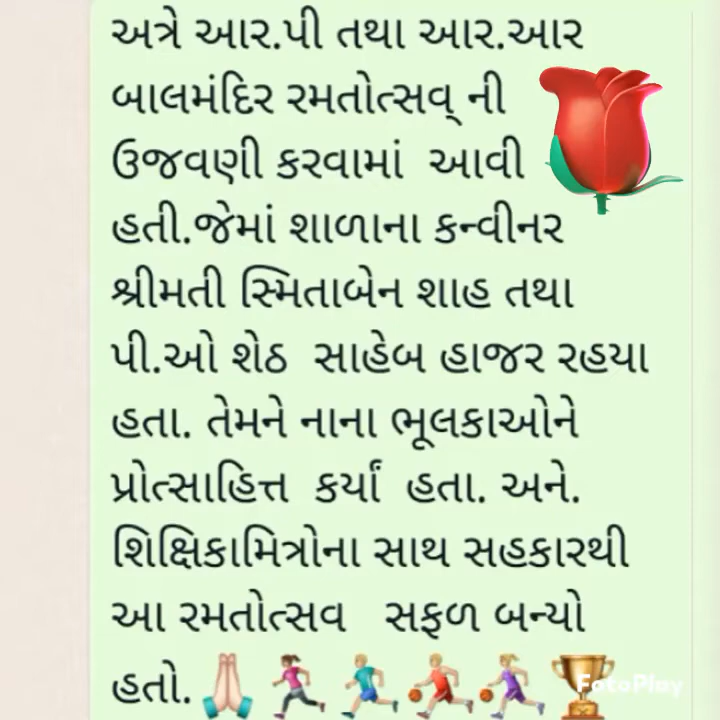 અત્રે આર.પી તથા આર.આર
બાલમંદિર રમતોત્સવ્ ની
ઉજવણી કરવામાં આવી
હતી.જેમાં શાળાના કન્વીનર
શ્રીમતી સ્મિતાબેન શાહ તથા
પી.ઓ શેઠ સાહેબ હાજર રહયા
હતા. તેમને નાના ભૂલકાઓને
પ્રોત્સાહિત્ત કર્યાં હતા. અને.
શિક્ષિકામિત્રોના સાથ સહકારથી
આ રમતોત્સવ સફળ બન્યો
હતો.
FotoPlay